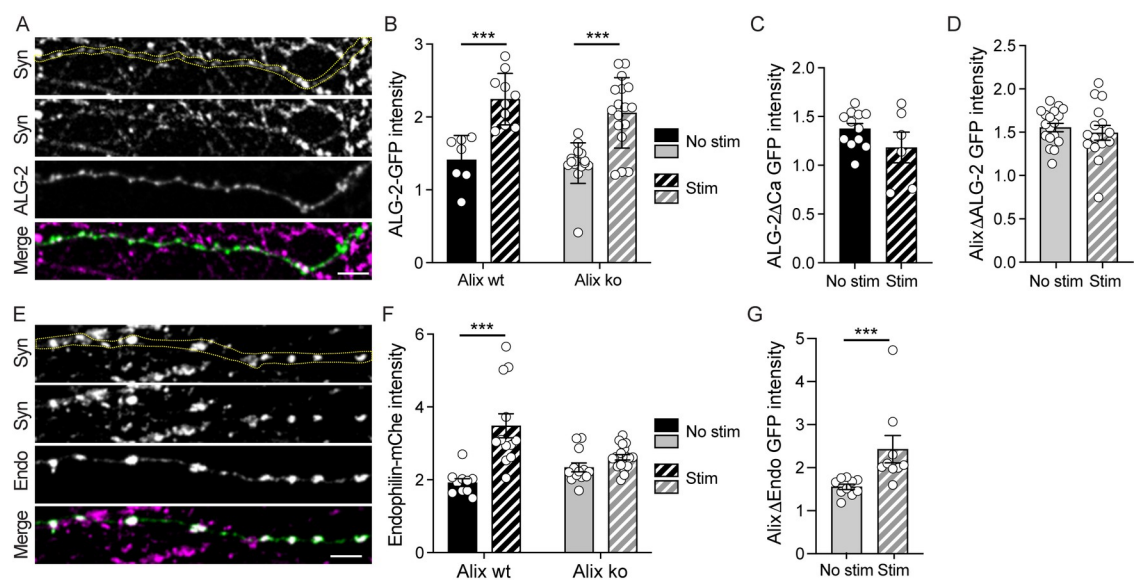 A
Syn
Syn
ALG-2
Merge
B
ALG-2-GFP intensity
3
2
1
0
***
***
Alix wt
Alix ko
No stim
Stim
C
ALG-2ΔCa GFP intensity
2.0
1.5
1.0
0.5
0.0
No stim
Stim
D
AlixΔALG-2 GFP intensity
2.5
2.0
1.5
1.0
0.5
0.0
No stim
Stim
E
Syn
Syn
Endo
Merge
F
Endophilin-mChe intensity
6
4
2
0
***
Alix wt
Alix ko
No stim
Stim
G
AlixΔEndo GFP intensity
5
4
3
2
1
0
***
No stim
Stim